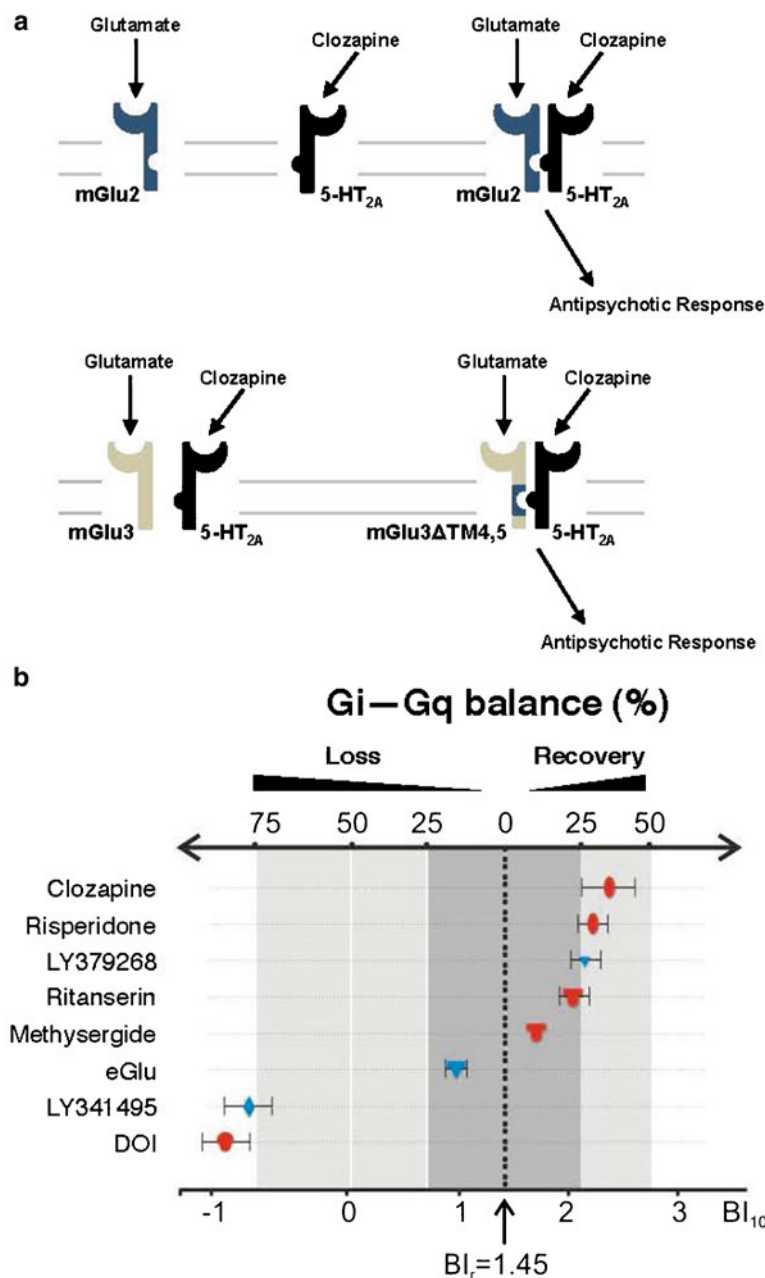 a
Glutamate
Clozapine
Glutamate
Clozapine
mGlu2
5-HT2A
mGlu2
5-HT2A
Antipsychotic Response
Glutamate
Clozapine
Glutamate
Clozapine
mGlu3
5-HT2A
mGlu3ΔTM4,5
5-HT2A
Antipsychotic Response
b
Gi—Gq balance (%)
Loss
Recovery
75 50 25 0 25 50
Clozapine
Risperidone
LY379268
Ritanserin
Methysergide
eGlu
LY341495
DOI
-1 0 1 2 3 BI10
BIr=1.45